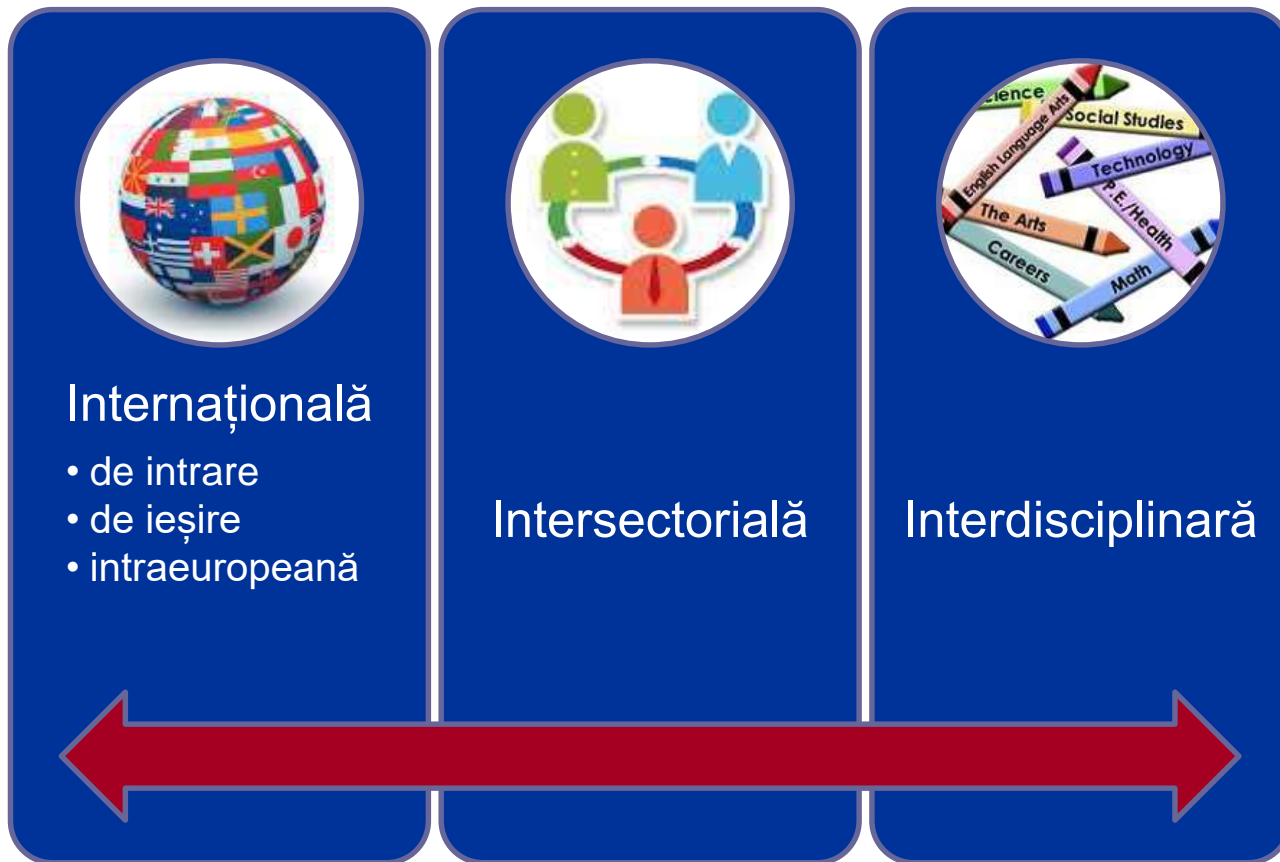 Internațională
• de intrare
• de ieșire
• intraeuropeană
Intersectorială
Interdisciplinară
Social Studies
English Language Arts
Technology
P.E./Health
The Arts
Careers
Math